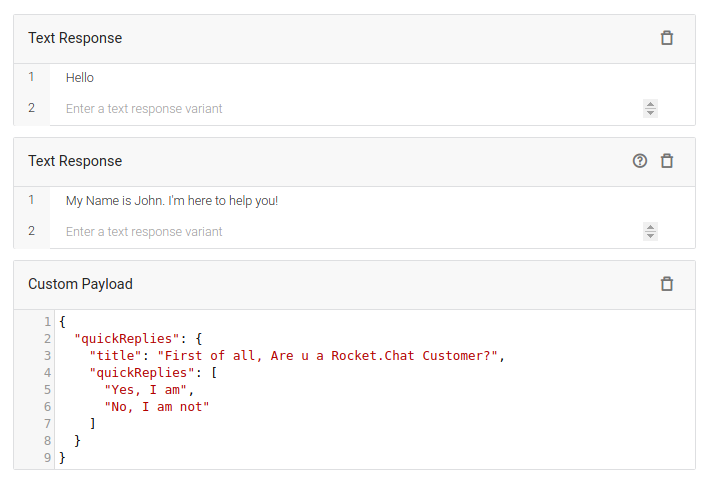 Text Response
1 Hello
2 Enter a text response variant
Text Response
1 My Name is John. I'm here to help you!
2 Enter a text response variant
Custom Payload
1 {
2   "quickReplies": {
3     "title": "First of all, Are u a Rocket.Chat Customer?",
4     "quickReplies": [
5       "Yes, I am",
6       "No, I am not"
7     ]
8   }
9 }